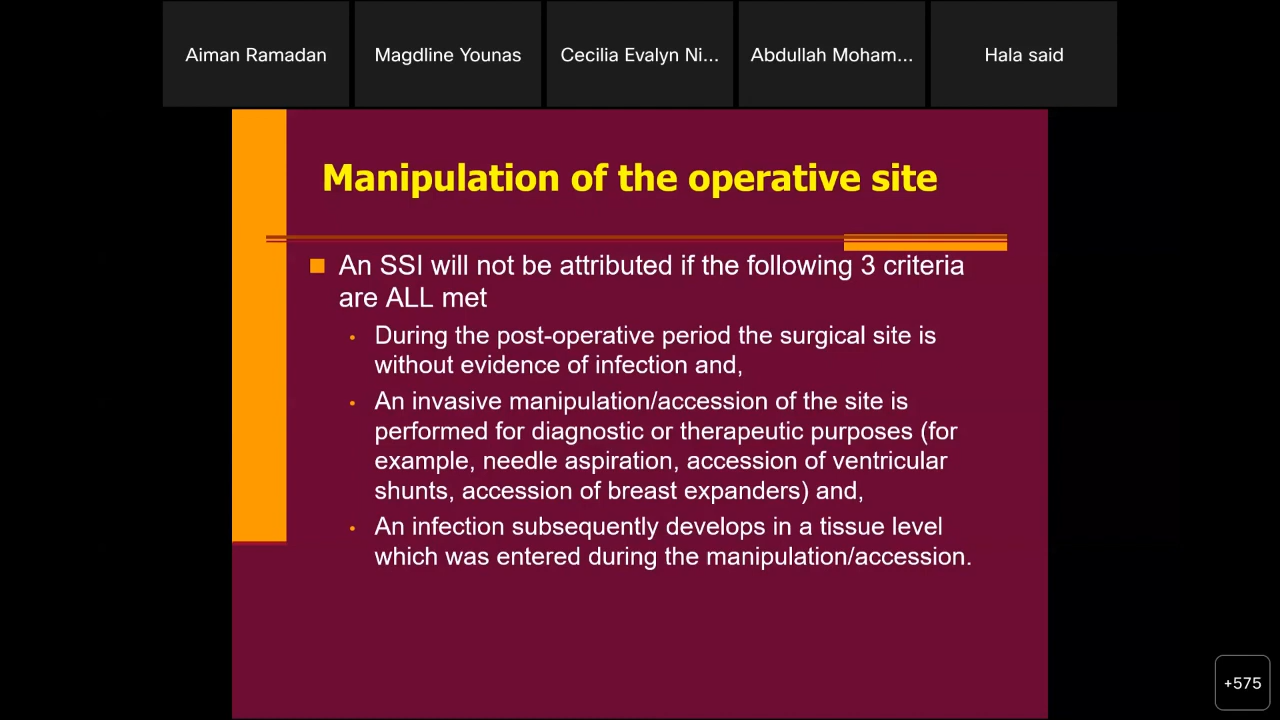 Aiman Ramadan
Magdline Younas
Cecilia Evalyn Ni...
Abdullah Moham...
Hala said
Manipulation of the operative site
An SSI will not be attributed if the following 3 criteria
are ALL met
During the post-operative period the surgical site is
without evidence of infection and,
An invasive manipulation/accession of the site is
performed for diagnostic or therapeutic purposes (for
example, needle aspiration, accession of ventricular
shunts, accession of breast expanders) and,
An infection subsequently develops in a tissue level
which was entered during the manipulation/accession.
+575